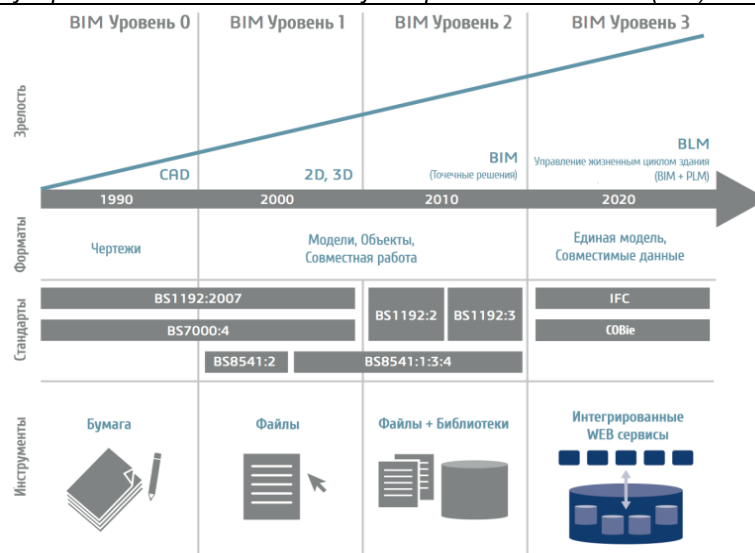 BIM Уровень 0
BIM Уровень 1
BIM Уровень 2
BIM Уровень 3
Зрелость
CAD
2D, 3D
BIM
(Точечные решения)
BLM
Управление жизненным циклом здания
(BIM + PLM)
1990
2000
2010
2020
Форматы
Чертежи
Модели, Объекты,
Совместная работа
Единая модель,
Совместимые данные
Стандарты
BS1192:2007
BS7000:4
BS8541:2
BS8541:1:3:4
BS1192:2
BS1192:3
IFC
COBie
Инструменты
Бумага
Файлы
Файлы + Библиотеки
Интегрированные
WEB сервисы